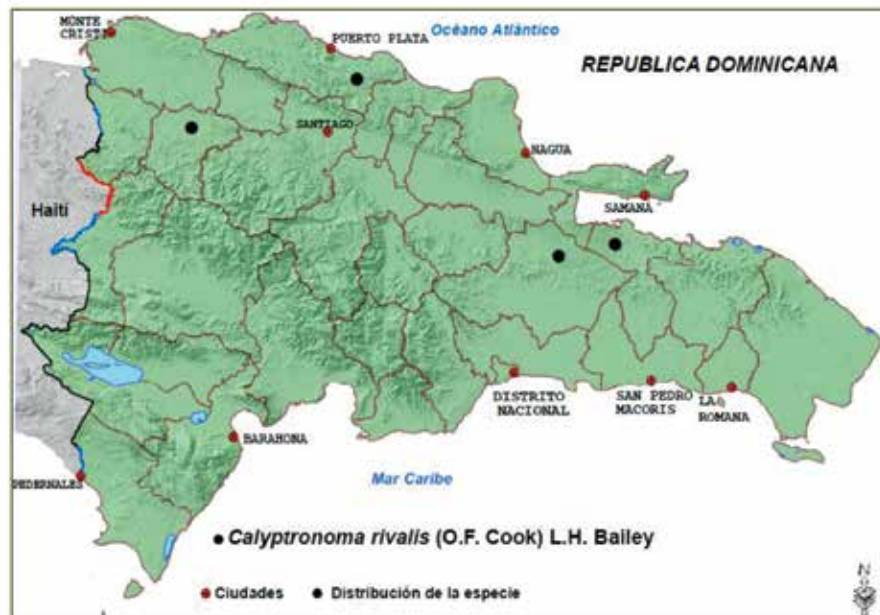 MONTE
CRISTI
PUERTO PLATA
Océano Atlántico
REPUBLICA DOMINICANA
SANTIAGO
NAGUA
Haití
SAMANA
DISTRITO
NACIONAL
SAN PEDRO
MACORIS
LA
ROMANA
BARAHONA
PEDERNALES
Mar Caribe
Calyptronoma rivalis (O.F. Cook) L.H. Bailey
Ciudades
Distribución de la especie
N